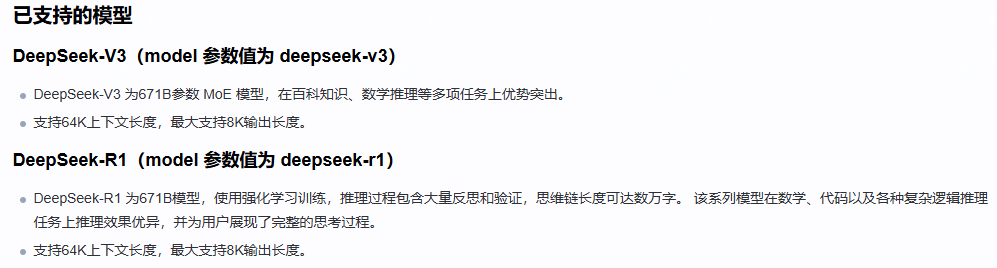 已支持的模型
DeepSeek-V3（model 参数值为 deepseek-v3）
DeepSeek-V3 为671B参数 MoE 模型，在百科知识、数学推理等多项任务上优势突出。
支持64K上下文长度，最大支持8K输出长度。
DeepSeek-R1（model 参数值为 deepseek-r1）
DeepSeek-R1 为671B模型，使用强化学习训练，推理过程包含大量反思和验证，思维链长度可达数万字。 该系列模型在数学、代码以及各种复杂逻辑推理
任务上推理效果优异，并为用户展现了完整的思考过程。
支持64K上下文长度，最大支持8K输出长度。